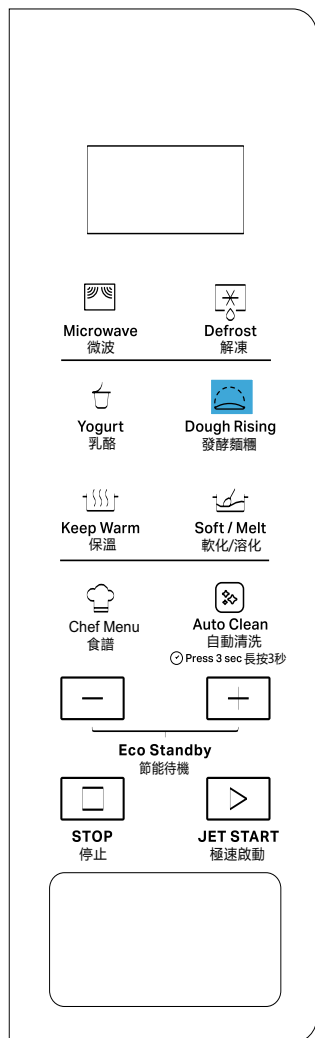 Microwave
微波
Defrost
解凍
Yogurt
乳酪
Dough Rising
發酵麵糰
Keep Warm
保溫
Soft / Melt
軟化/溶化
Chef Menu
食譜
Auto Clean
自動清洗
Press 3 sec 長按3秒
Eco Standby
節能待機
STOP
停止
JET START
極速啟動